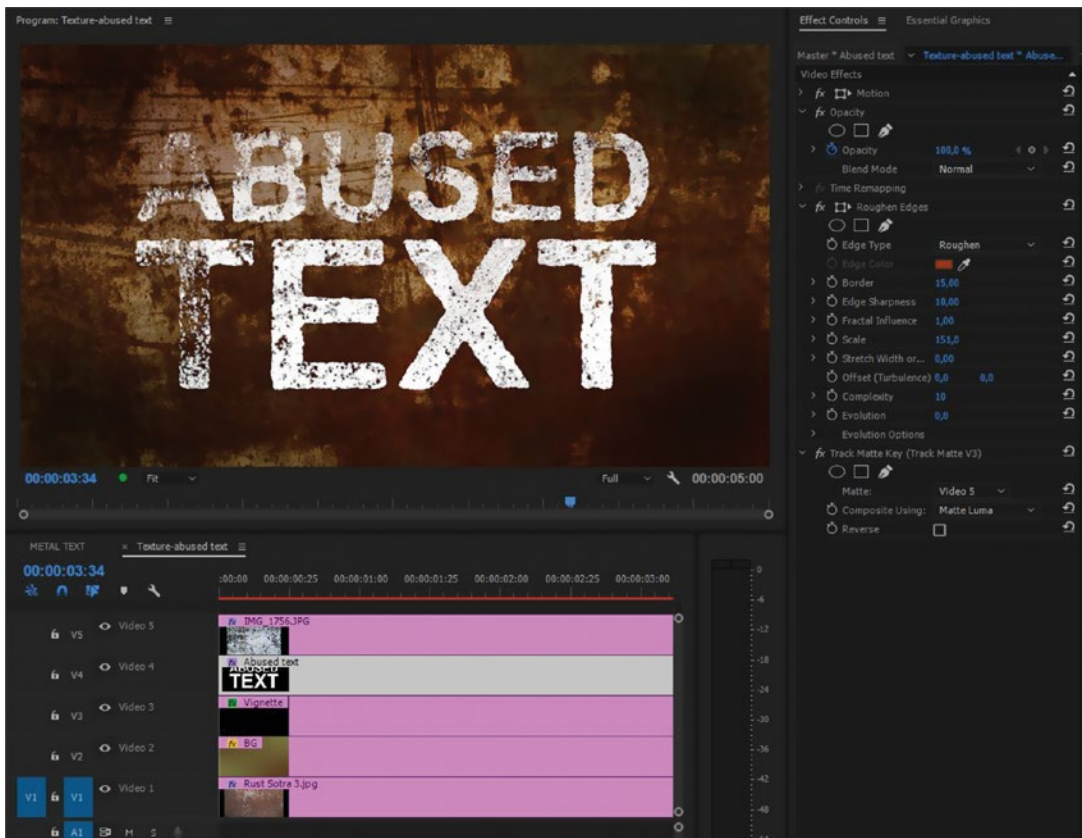 Program: Texture-abused text
ABUSED
TEXT
00:00:03:34
Fit
Full
00:00:05:00
Effect Controls
Essential Graphics
Master * Abused text
Texture-abused text * Abuse...
Video Effects
fx Motion
fx Opacity
Opacity 100,0 %
Blend Mode Normal
Time Remapping
fx Roughen Edges
Edge Type Roughen
Edge Color
Border 15,00
Edge Sharpness 10,00
Fractal Influence 1,00
Scale 151,0
Stretch Width or... 0,00
Offset (Turbulence) 0,0 0,0
Complexity 10
Evolution 0,0
Evolution Options
fx Track Matte Key (Track Matte V3)
Matte: Video 5
Composite Using: Matte Luma
Reverse
METAL TEXT
× Texture-abused text
00:00:03:34
:00:00 00:00:00:25 00:00:01:00 00:00:01:25 00:00:02:00 00:00:02:25 00:00:03:00
V5 Video 5
fx IMG_1756.JPG
V4 Video 4
fx Abused text
ABUSED
TEXT
V3 Video 3
Vignette
V2 Video 2
fx BG
V1 V1 Video 1
fx Rust Sotra 3.jpg
A1 M S
0
-6
-12
-18
-24
-30
-36
-42
-48